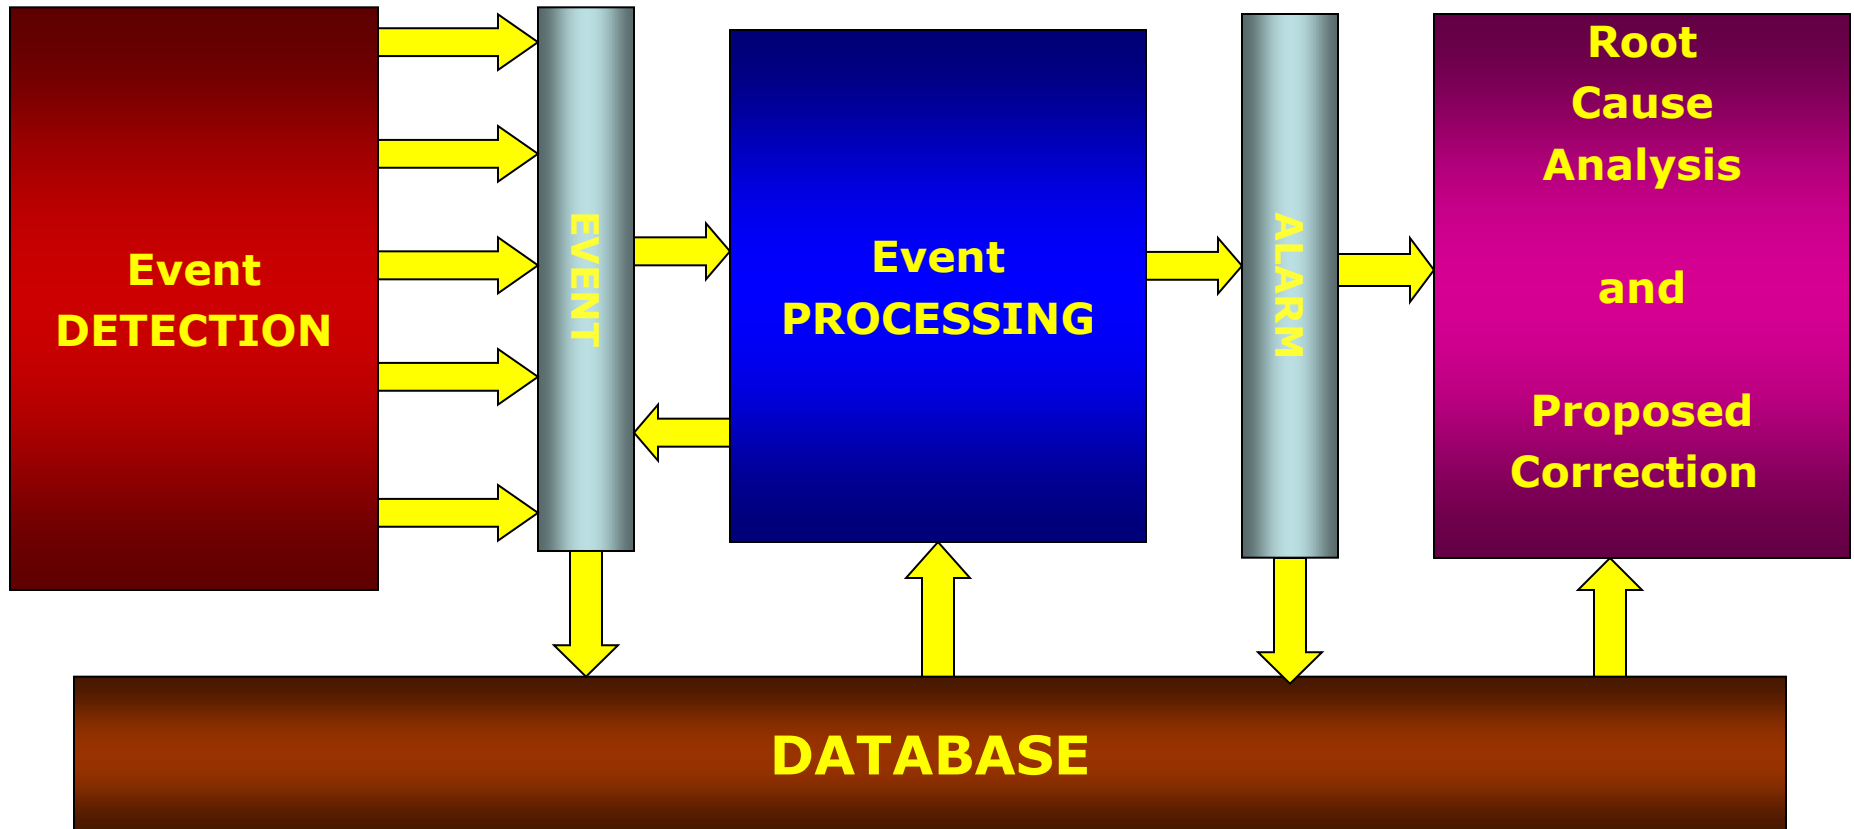 Event
DETECTION
EVENT
Event
PROCESSING
ALARM
Root
Cause
Analysis
and
Proposed
Correction
DATABASE